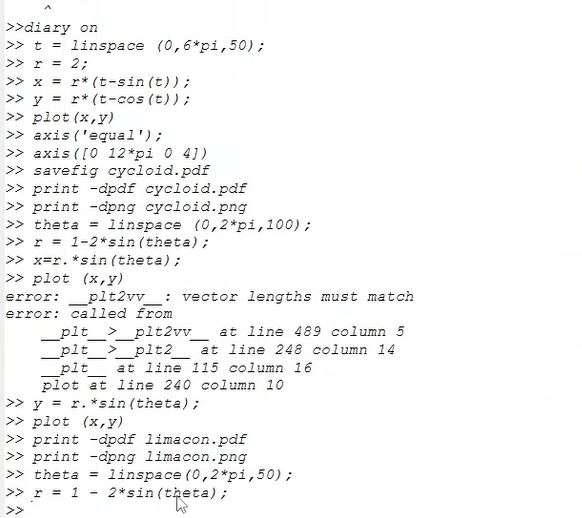 ^
>>diary on
>> t = linspace (0,6*pi,50);
>> r = 2;
>> x = r*(t-sin(t));
>> y = r*(t-cos(t));
>> plot(x,y)
>> axis('equal');
>> axis([0 12*pi 0 4])
>> savefig cycloid.pdf
>> print -dpdf cycloid.pdf
>> print -dpng cycloid.png
>> theta = linspace (0,2*pi,100);
>> r = 1-2*sin(theta);
>> x=r.*sin(theta);
>> plot (x,y)
error: __plt2vv__: vector lengths must match
error: called from
__plt__>__plt2vv__ at line 489 column 5
__plt__>__plt2__ at line 248 column 14
__plt__ at line 115 column 16
plot at line 240 column 10
>> y = r.*sin(theta);
>> plot (x,y)
>> print -dpdf limacon.pdf
>> print -dpng limacon.png
>> theta = linspace(0,2*pi,50);
>> r = 1 - 2*sin(theta);
>>